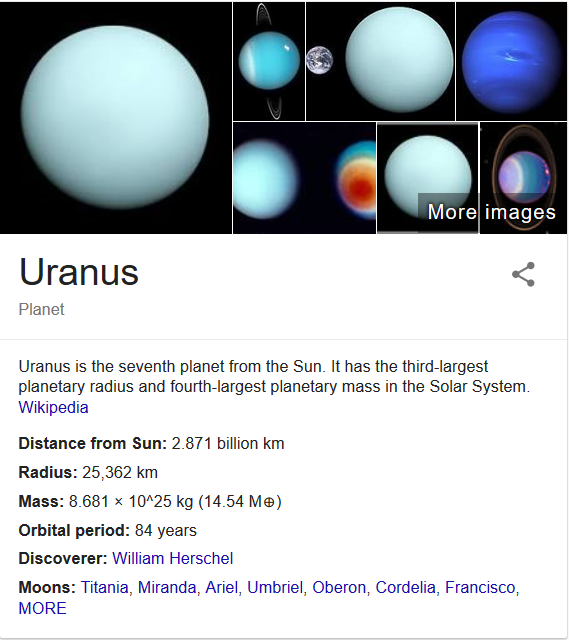 More images
Uranus
Planet
Uranus is the seventh planet from the Sun. It has the third-largest
planetary radius and fourth-largest planetary mass in the Solar System.
Wikipedia
Distance from Sun: 2.871 billion km
Radius: 25,362 km
Mass: 8.681 × 10^25 kg (14.54 M⊕)
Orbital period: 84 years
Discoverer: William Herschel
Moons: Titania, Miranda, Ariel, Umbriel, Oberon, Cordelia, Francisco,
MORE